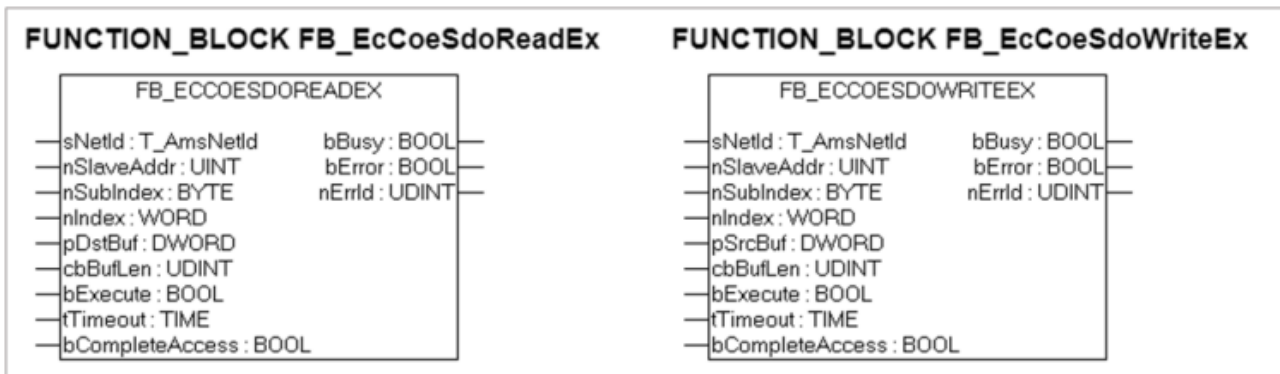 FUNCTION_BLOCK FB_EcCoeSdoReadEx
FB_ECCOESDOREADEX
sNetId : T_AmsNetId bBusy : BOOL
nSlaveAddr : UINT bError : BOOL
nSubIndex : BYTE nErrId : UDINT
nIndex : WORD
pDstBuf : DWORD
cbBufLen : UDINT
bExecute : BOOL
tTimeout : TIME
bCompleteAccess : BOOL
FUNCTION_BLOCK FB_EcCoeSdoWriteEx
FB_ECCOESDOWRITEEX
sNetId : T_AmsNetId bBusy : BOOL
nSlaveAddr : UINT bError : BOOL
nSubIndex : BYTE nErrId : UDINT
nIndex : WORD
pSrcBuf : DWORD
cbBufLen : UDINT
bExecute : BOOL
tTimeout : TIME
bCompleteAccess : BOOL